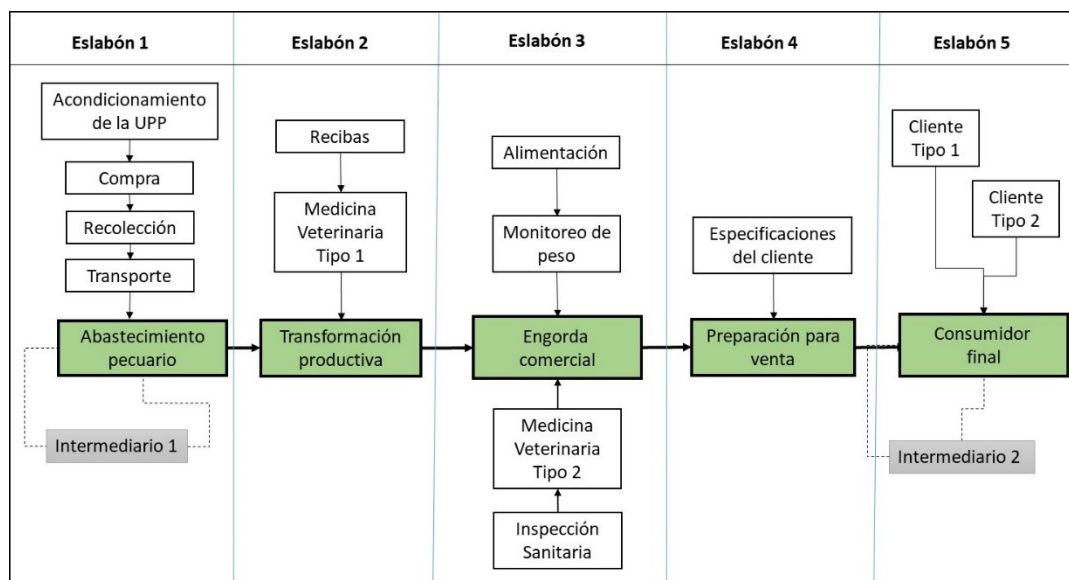 Eslabón 1
Eslabón 2
Eslabón 3
Eslabón 4
Eslabón 5
Acondicionamiento
de la UPP
Compra
Recolección
Transporte
Abastecimiento
pecuario
Intermediario 1
Recibas
Medicina
Veterinaria
Tipo 1
Transformación
productiva
Alimentación
Monitoreo de
peso
Engorda
comercial
Medicina
Veterinaria
Tipo 2
Inspección
Sanitaria
Especificaciones
del cliente
Preparación para
venta
Cliente
Tipo 1
Cliente
Tipo 2
Consumidor
final
Intermediario 2